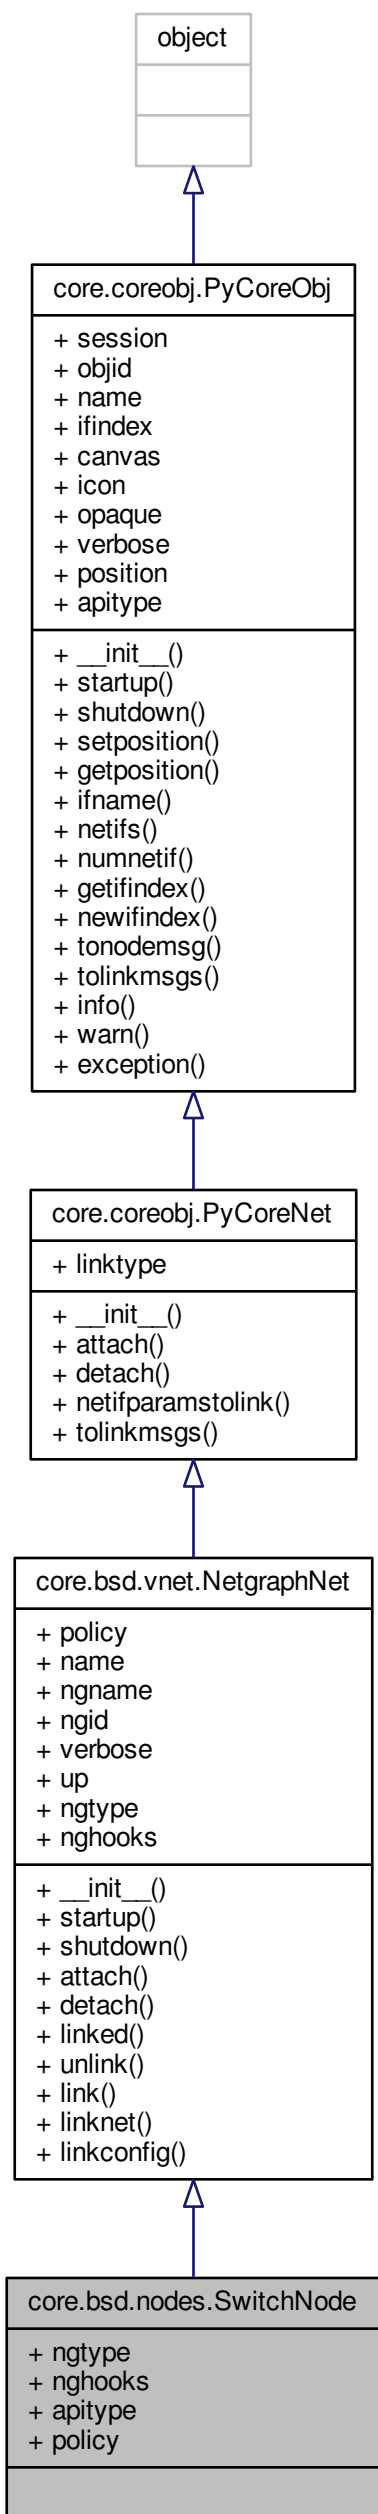 object
core.coreobj.PyCoreObj
+ session
+ objid
+ name
+ ifindex
+ canvas
+ icon
+ opaque
+ verbose
+ position
+ apitype
+ __init__()
+ startup()
+ shutdown()
+ setposition()
+ getposition()
+ ifname()
+ netifs()
+ numnetif()
+ getifindex()
+ newifindex()
+ tonodemsg()
+ tolinkmsgs()
+ info()
+ warn()
+ exception()
core.coreobj.PyCoreNet
+ linktype
+ __init__()
+ attach()
+ detach()
+ netifparamstolink()
+ tolinkmsgs()
core.bsd.vnet.NetgraphNet
+ policy
+ name
+ ngname
+ ngid
+ verbose
+ up
+ ngtype
+ nghooks
+ __init__()
+ startup()
+ shutdown()
+ attach()
+ detach()
+ linked()
+ unlink()
+ link()
+ linknet()
+ linkconfig()
core.bsd.nodes.SwitchNode
+ ngtype
+ nghooks
+ apitype
+ policy